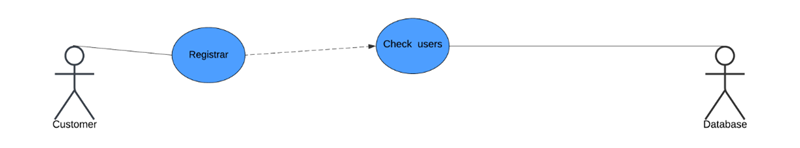 Registrar
Check users
Customer
Database